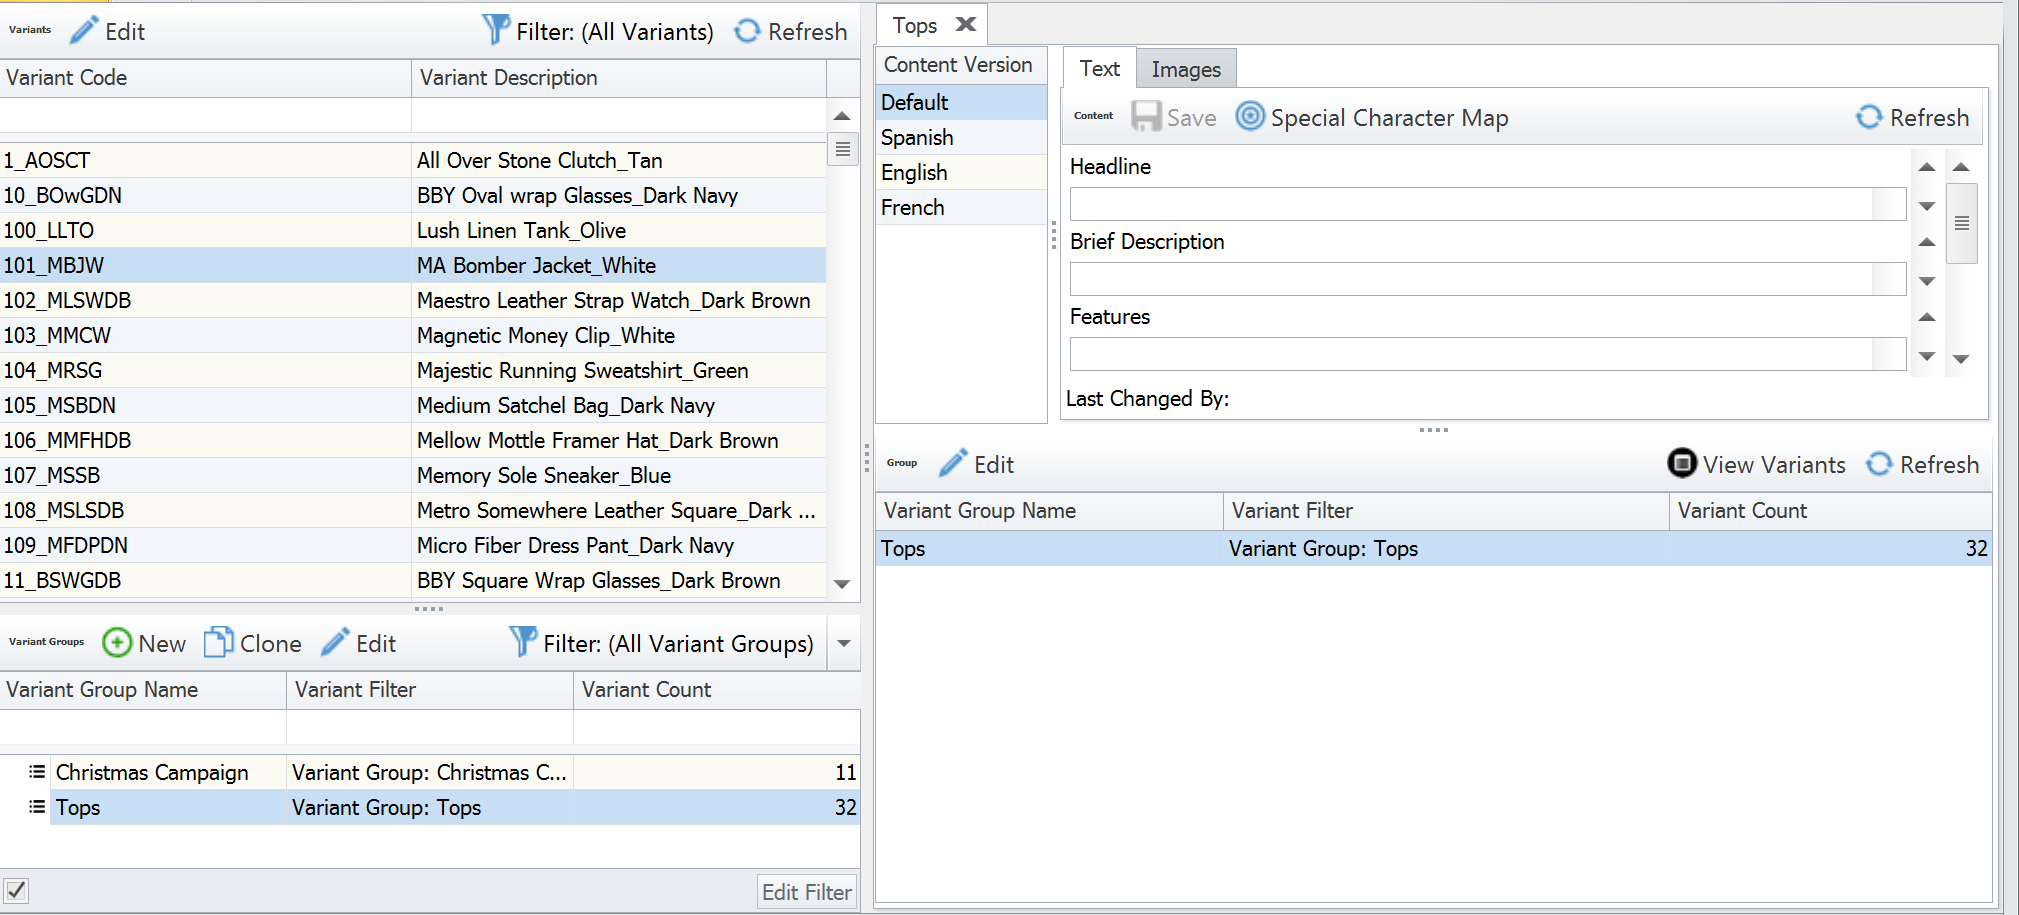 Variants Edit Filter: (All Variants) Refresh
Variant Code Variant Description
1_AOSCT All Over Stone Clutch_Tan
10_BOwGDN BBY Oval wrap Glasses_Dark Navy
100_LLTO Lush Linen Tank_Olive
101_MBJW MA Bomber Jacket_White
102_MLSWDB Maestro Leather Strap Watch_Dark Brown
103_MMCW Magnetic Money Clip_White
104_MRSG Majestic Running Sweatshirt_Green
105_MSBDN Medium Satchel Bag_Dark Navy
106_MMFHDB Mellow Mottle Framer Hat_Dark Brown
107_MSSB Memory Sole Sneaker_Blue
108_MSLSDB Metro Somewhere Leather Square_Dark ...
109_MFDPDN Micro Fiber Dress Pant_Dark Navy
11_BSWGDB BBY Square Wrap Glasses_Dark Brown
Variant Groups New Clone Edit Filter: (All Variant Groups)
Variant Group Name Variant Filter Variant Count
Christmas Campaign Variant Group: Christmas C... 11
Tops Variant Group: Tops 32
Edit Filter
Tops
Content Version
Default
Spanish
English
French
Text Images
Content Save Special Character Map Refresh
Headline
Brief Description
Features
Last Changed By:
Group Edit View Variants Refresh
Variant Group Name Variant Filter Variant Count
Tops Variant Group: Tops 32